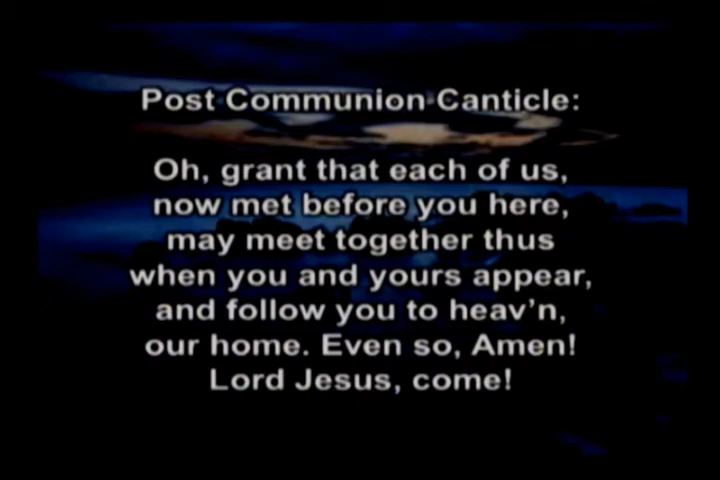 Post Communion Canticle:
Oh, grant that each of us,
now met before you here,
may meet together thus
when you and yours appear,
and follow you to heav'n,
our home. Even so, Amen!
Lord Jesus, come!